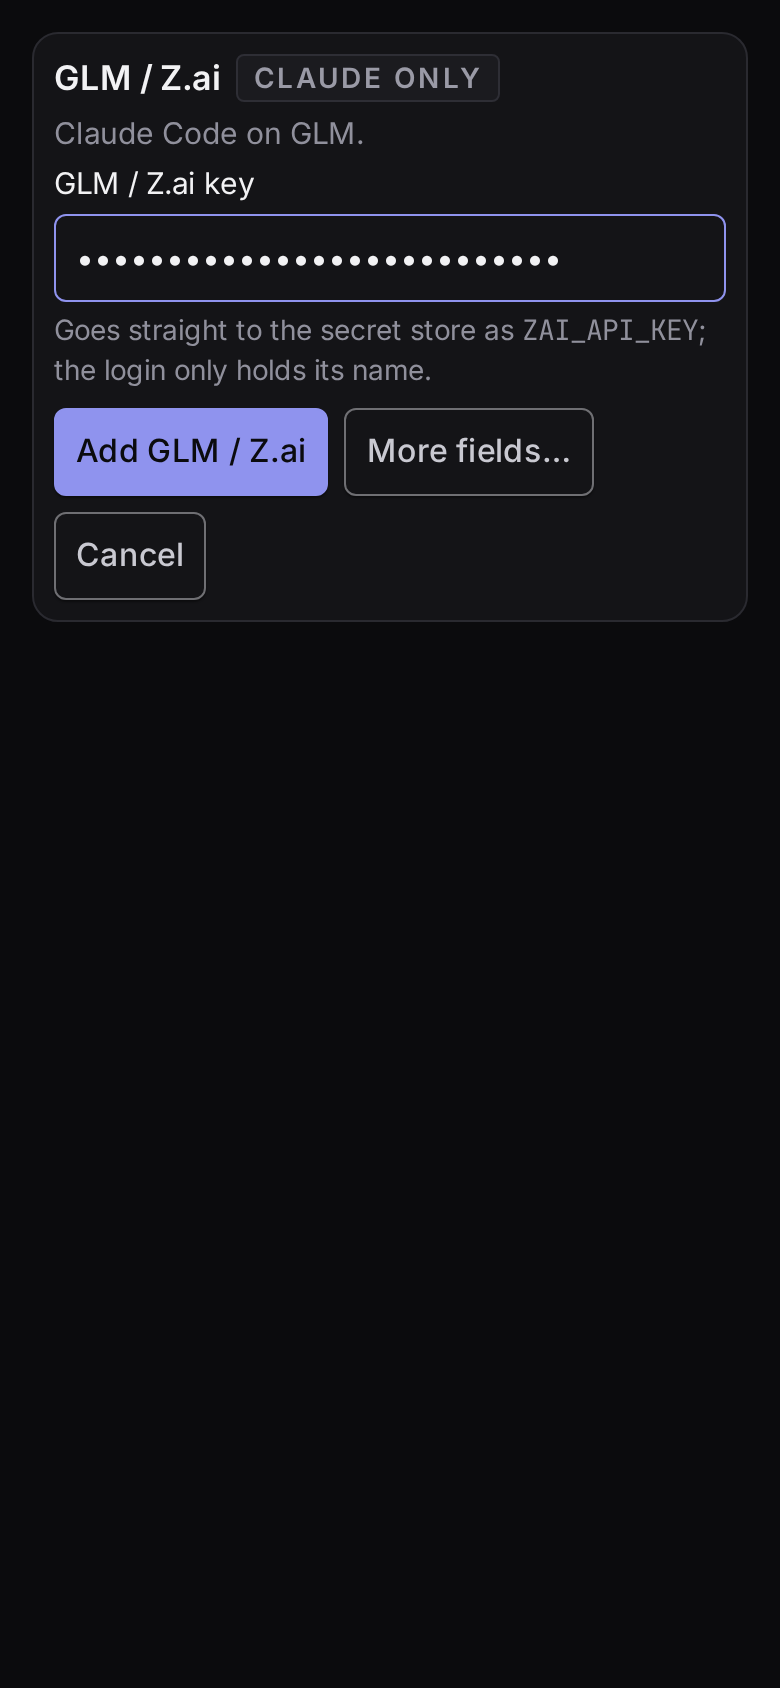 GLM / Z.ai CLAUDE ONLY
Claude Code on GLM.
GLM / Z.ai key
•••••••••••••••••••••••••••
Goes straight to the secret store as ZAI_API_KEY;
the login only holds its name.
Add GLM / Z.ai More fields...
Cancel